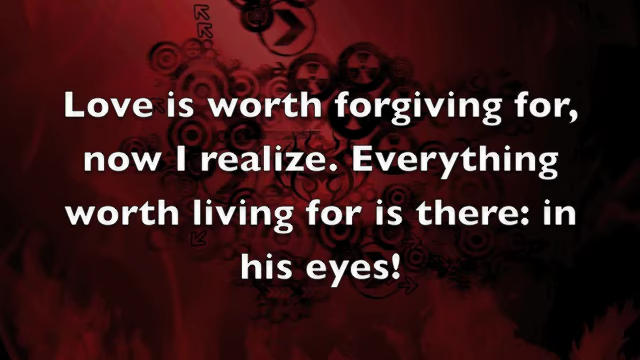 Love is worth forgiving for,
now I realize. Everything
worth living for is there: in
his eyes!